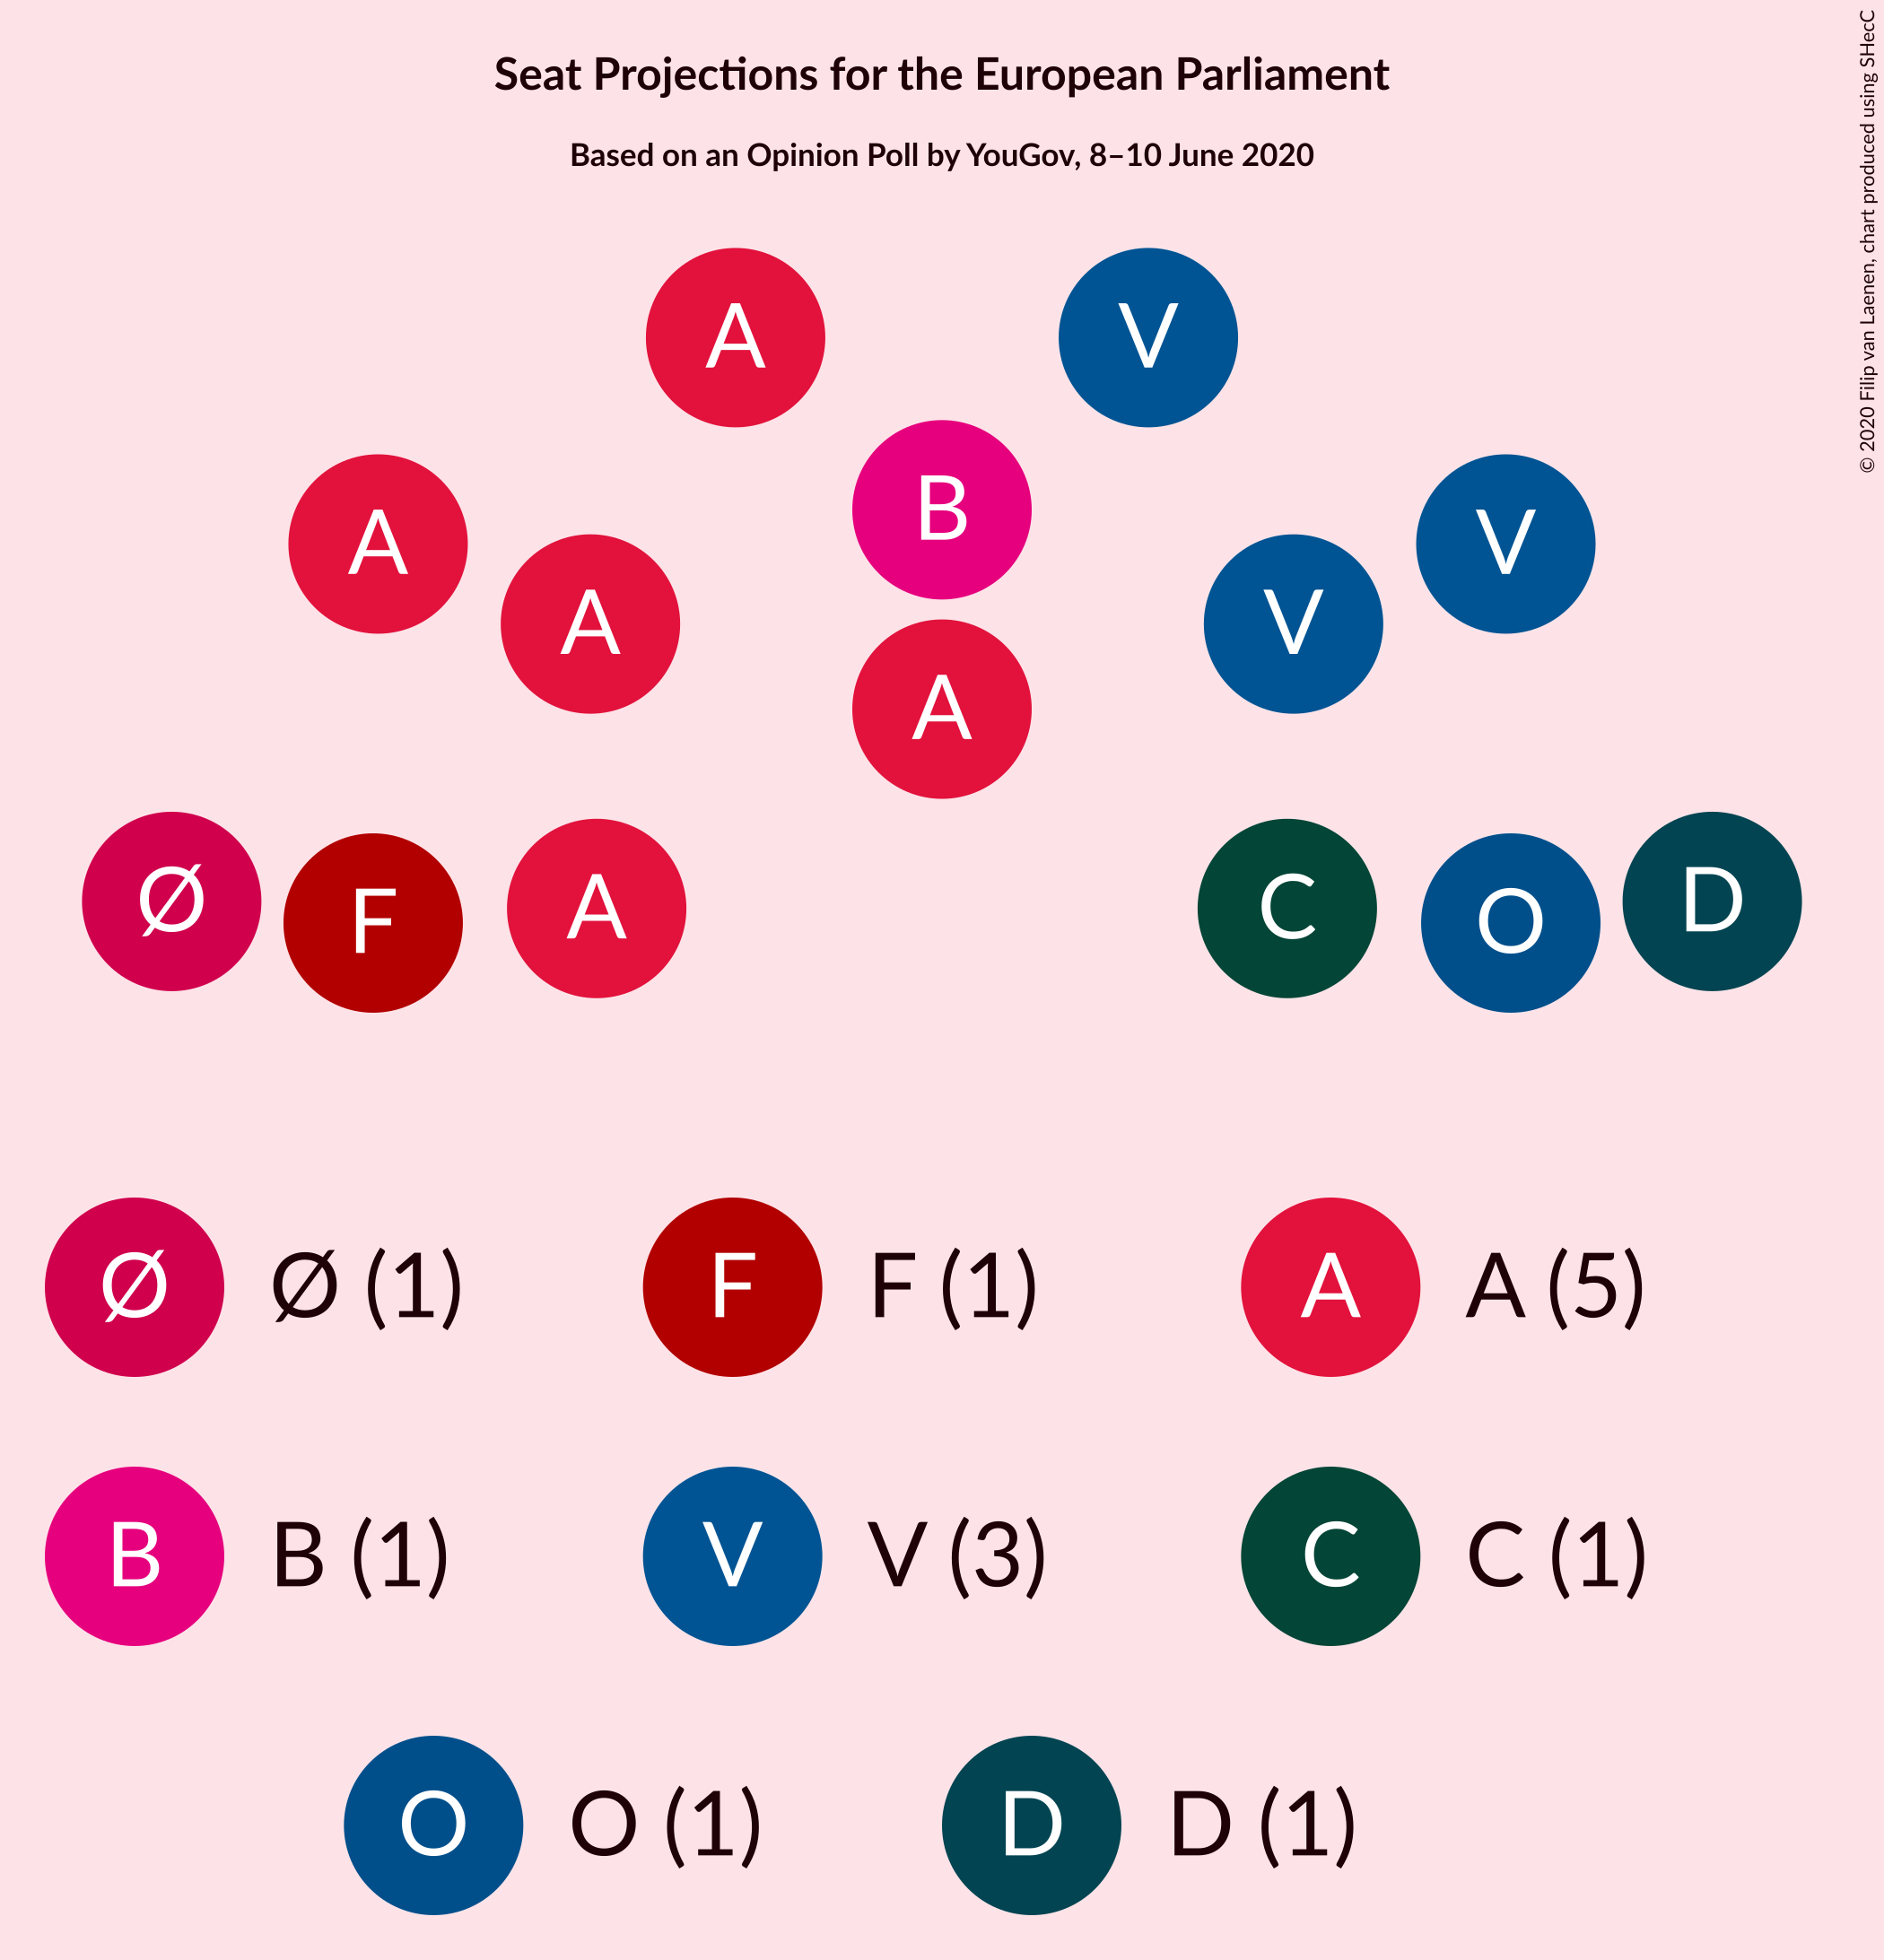 Seat Projections for the European Parliament
Based on an Opinion Poll by YouGov, 8–10 June 2020
© 2020 Filip van Laenen, chart produced using SHecC
A V
B
A V
A V
A
Ø F A C O D
Ø Ø (1) F F (1) A A (5)
B B (1) V V (3) C C (1)
O O (1) D D (1)